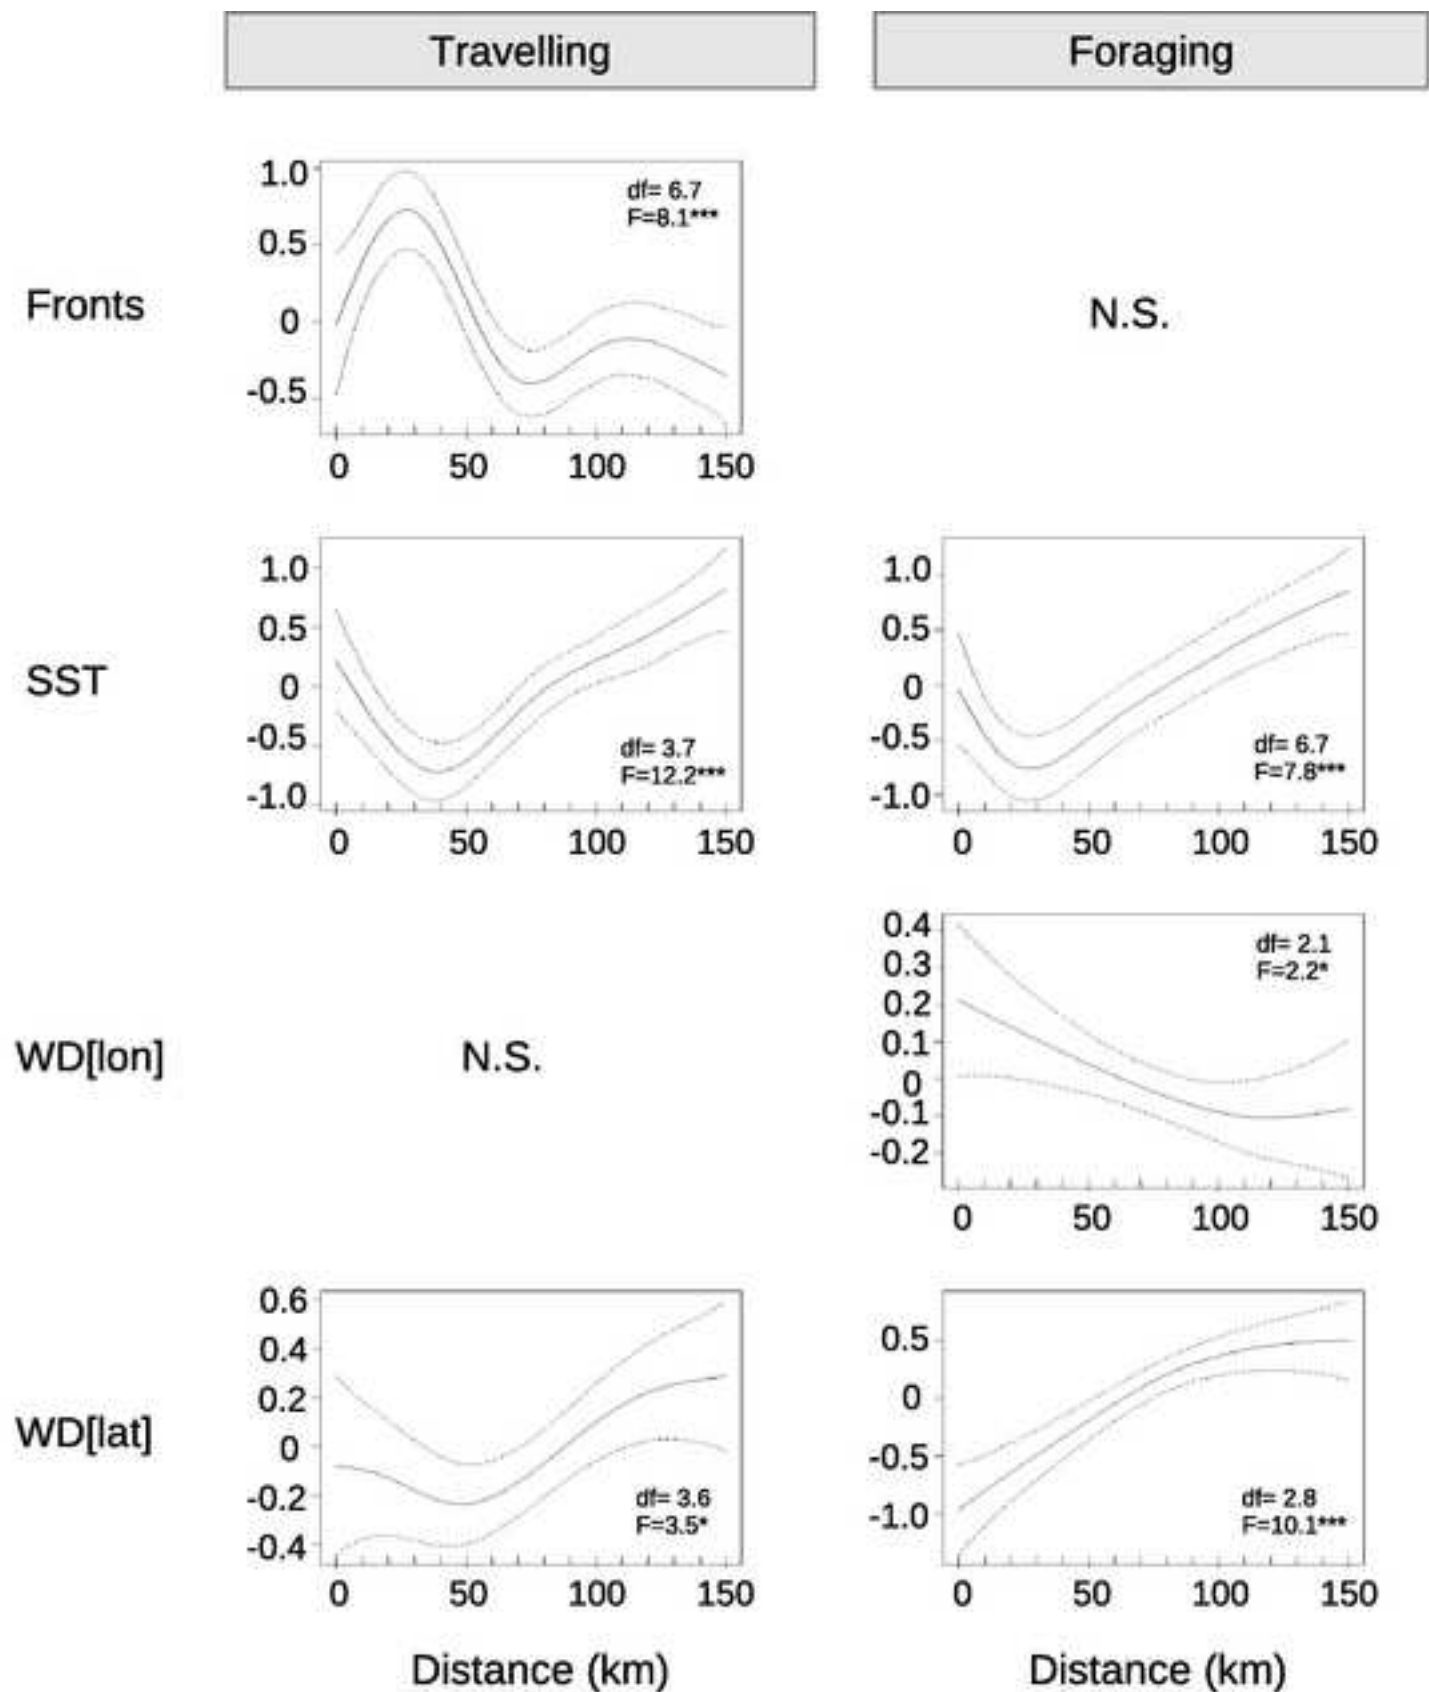 Travelling Foraging
Fronts
1.0
0.5
0
-0.5
df= 6.7
F=8.1***
0 50 100 150
N.S.
SST
1.0
0.5
0
-0.5
-1.0
df= 3.7
F=12.2***
0 50 100 150
1.0
0.5
0
-0.5
-1.0
df= 6.7
F=7.8***
0 50 100 150
WD[lon]
N.S.
0.4
0.3
0.2
0.1
0
-0.1
-0.2
df= 2.1
F=2.2*
0 50 100 150
WD[lat]
0.6
0.4
0.2
0
-0.2
-0.4
df= 3.6
F=3.5*
0 50 100 150
0.5
0
-0.5
-1.0
df= 2.8
F=10.1***
0 50 100 150
Distance (km) Distance (km)